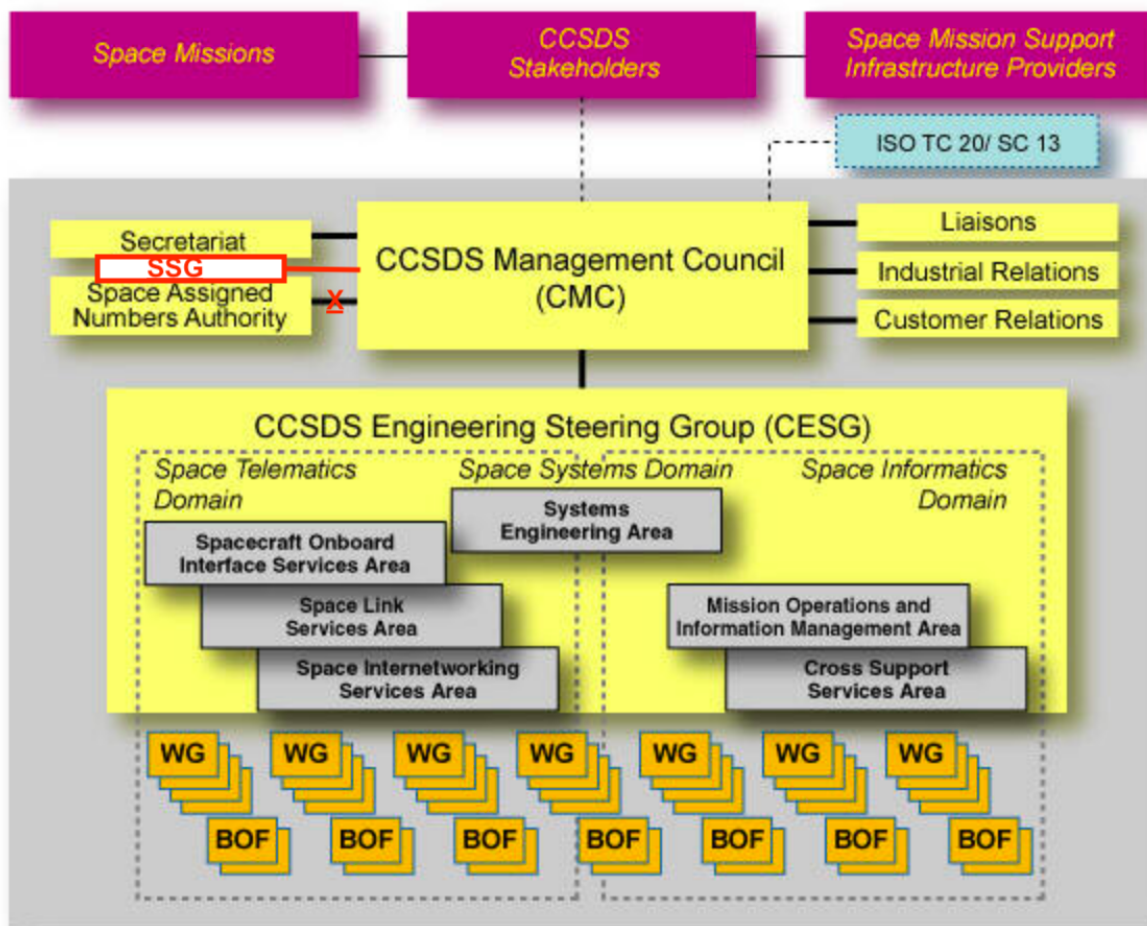 Space Missions
CCSDS
Stakeholders
Space Mission Support
Infrastructure Providers
ISO TC 20/ SC 13
Secretariat
SSG
Space Assigned
Numbers Authority
X
CCSDS Management Council
(CMC)
Liaisons
Industrial Relations
Customer Relations
CCSDS Engineering Steering Group (CESG)
Space Telematics
Domain
Space Systems Domain
Space Informatics
Domain
Systems
Engineering Area
Spacecraft Onboard
Interface Services Area
Space Link
Services Area
Space Internetworking
Services Area
Mission Operations and
Information Management Area
Cross Support
Services Area
WG WG WG WG WG WG WG
BOF BOF BOF BOF BOF BOF BOF